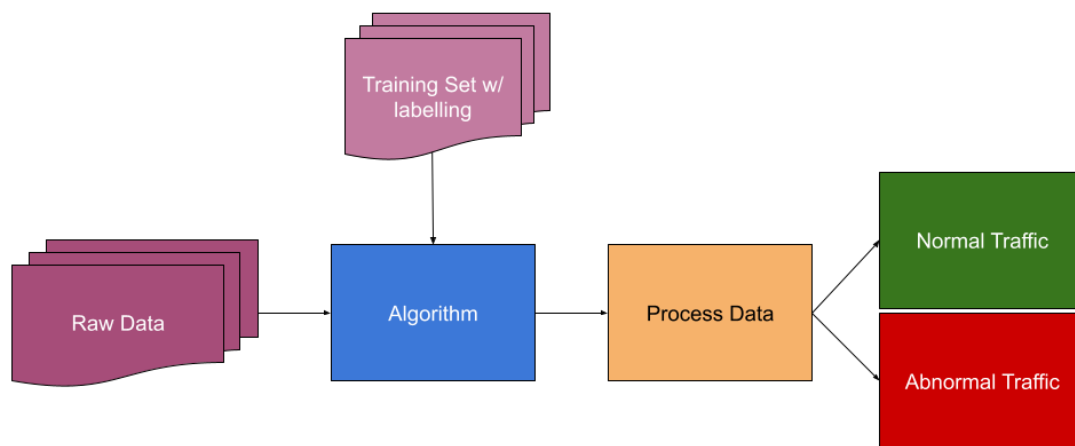 Training Set w/
labelling
Raw Data
Algorithm
Process Data
Normal Traffic
Abnormal Traffic